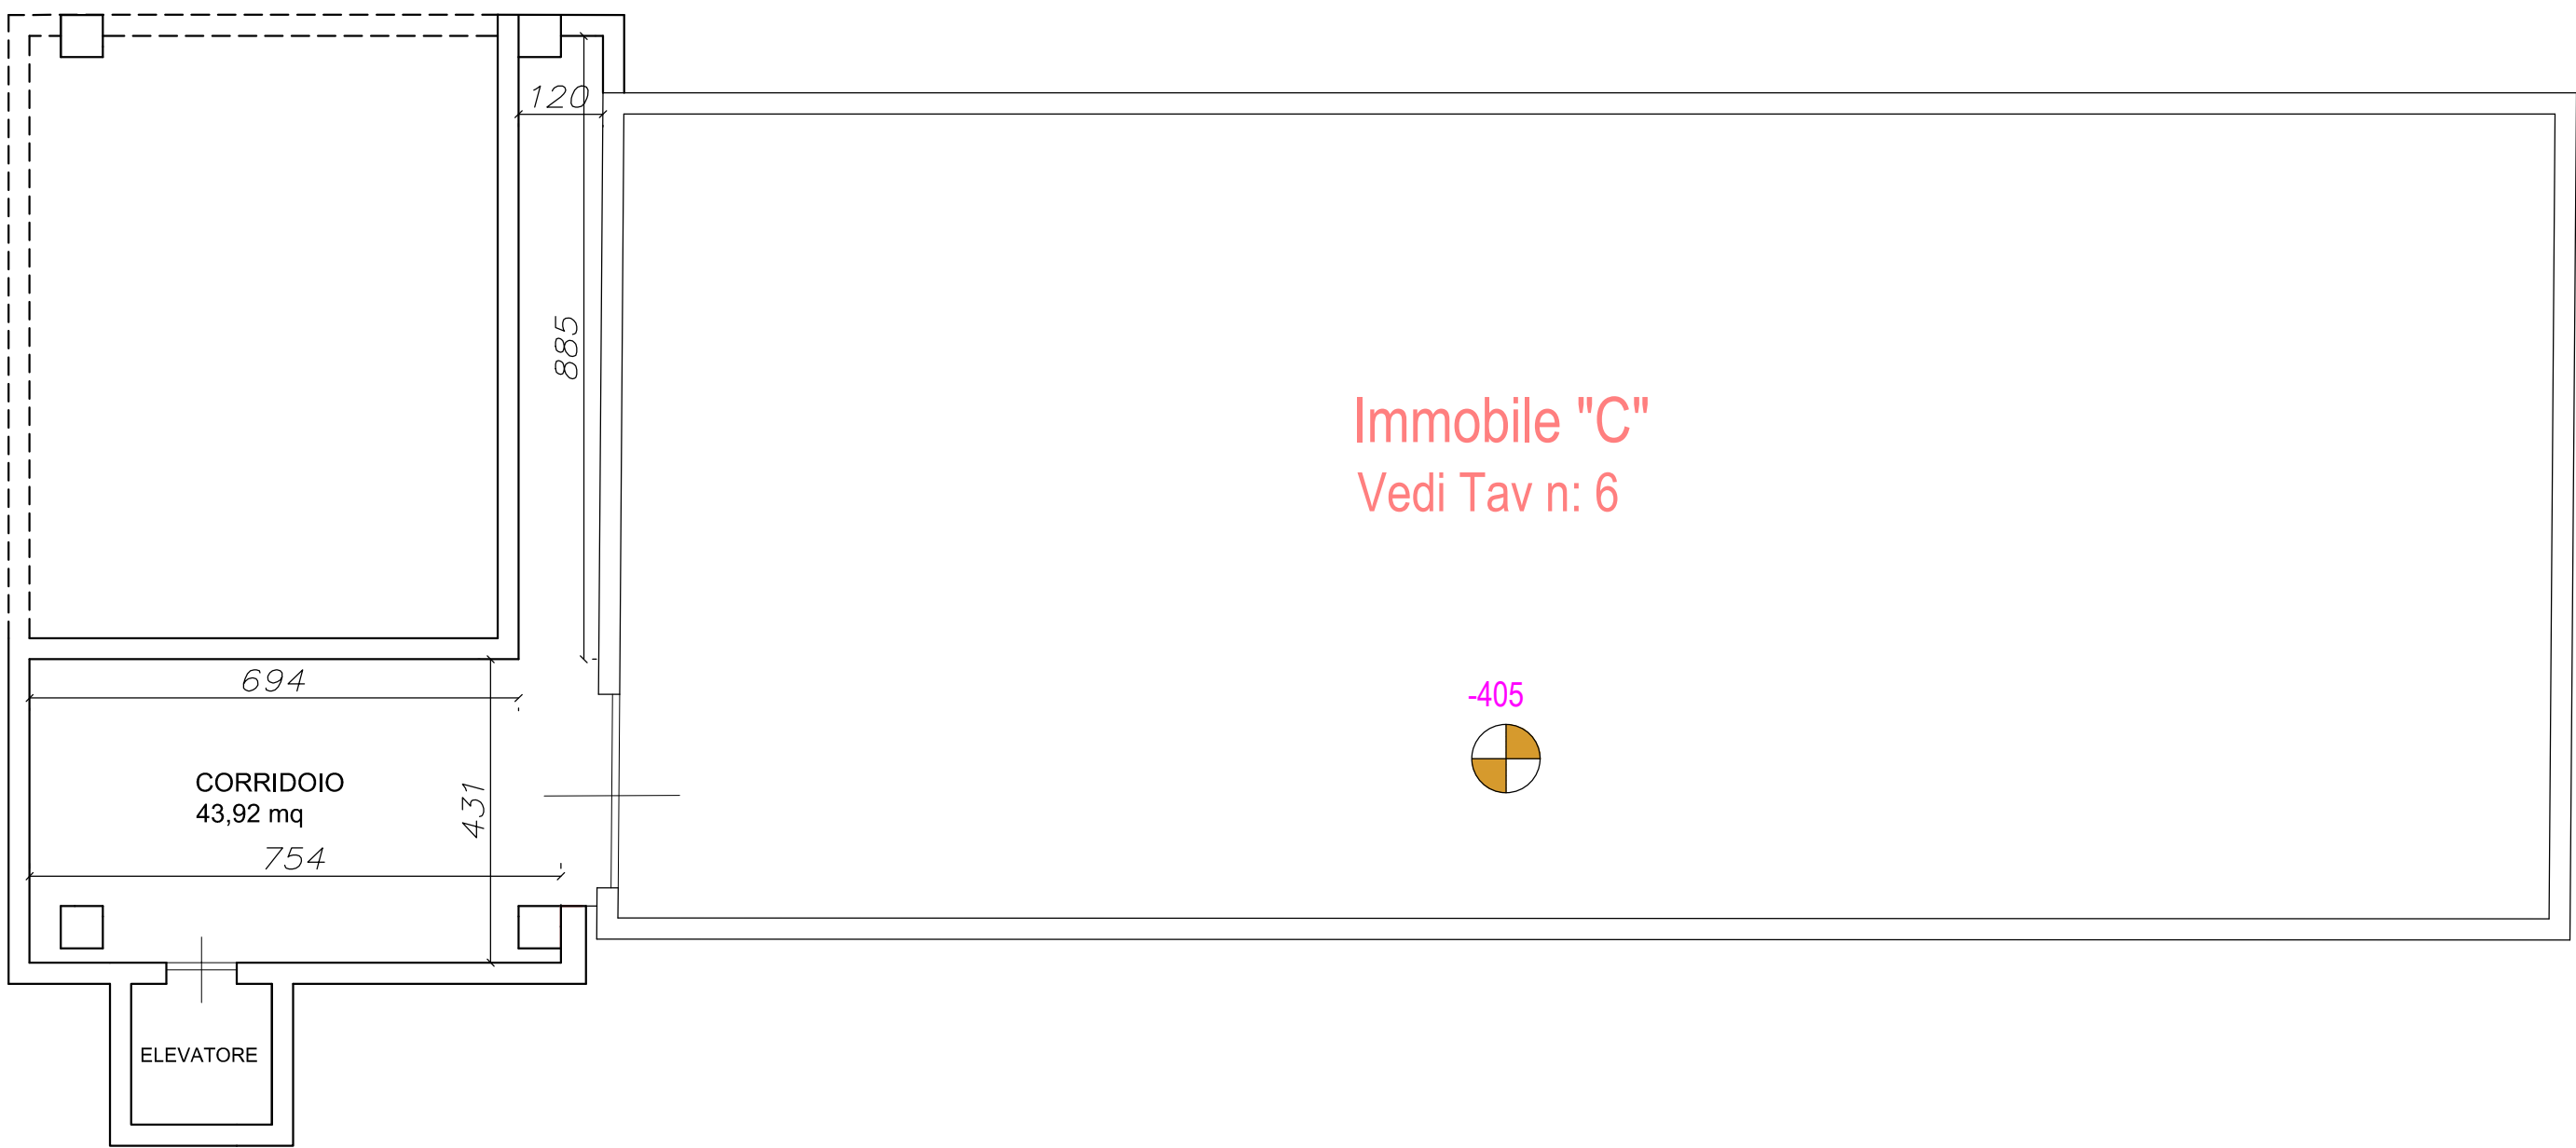 120
885
Immobile "C"
Vedi Tav n: 6
694
-405
CORRIDOIO
43,92 mq
431
754
ELEVATORE